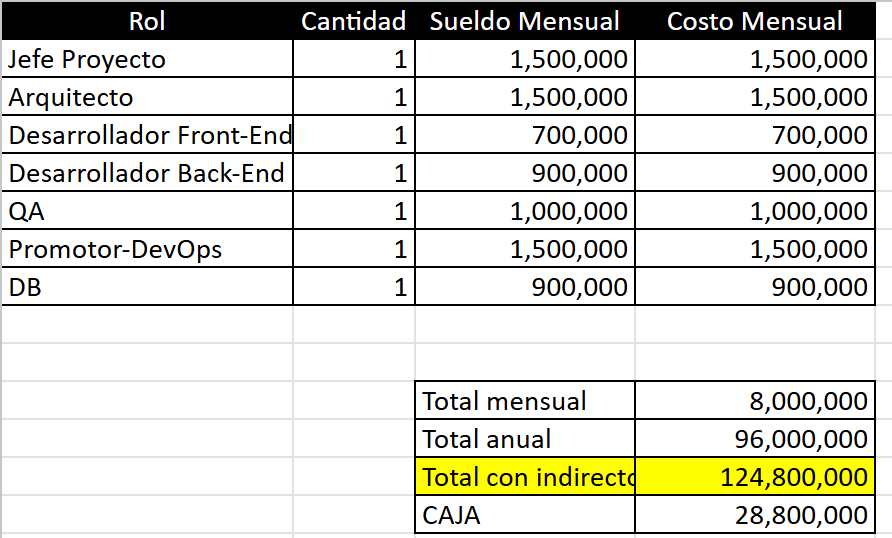 Rol Cantidad Sueldo Mensual Costo Mensual
Jefe Proyecto 1 1,500,000 1,500,000
Arquitecto 1 1,500,000 1,500,000
Desarrollador Front-End 1 700,000 700,000
Desarrollador Back-End 1 900,000 900,000
QA 1 1,000,000 1,000,000
Promotor-DevOps 1 1,500,000 1,500,000
DB 1 900,000 900,000
Total mensual 8,000,000
Total anual 96,000,000
Total con indirecto 124,800,000
CAJA 28,800,000